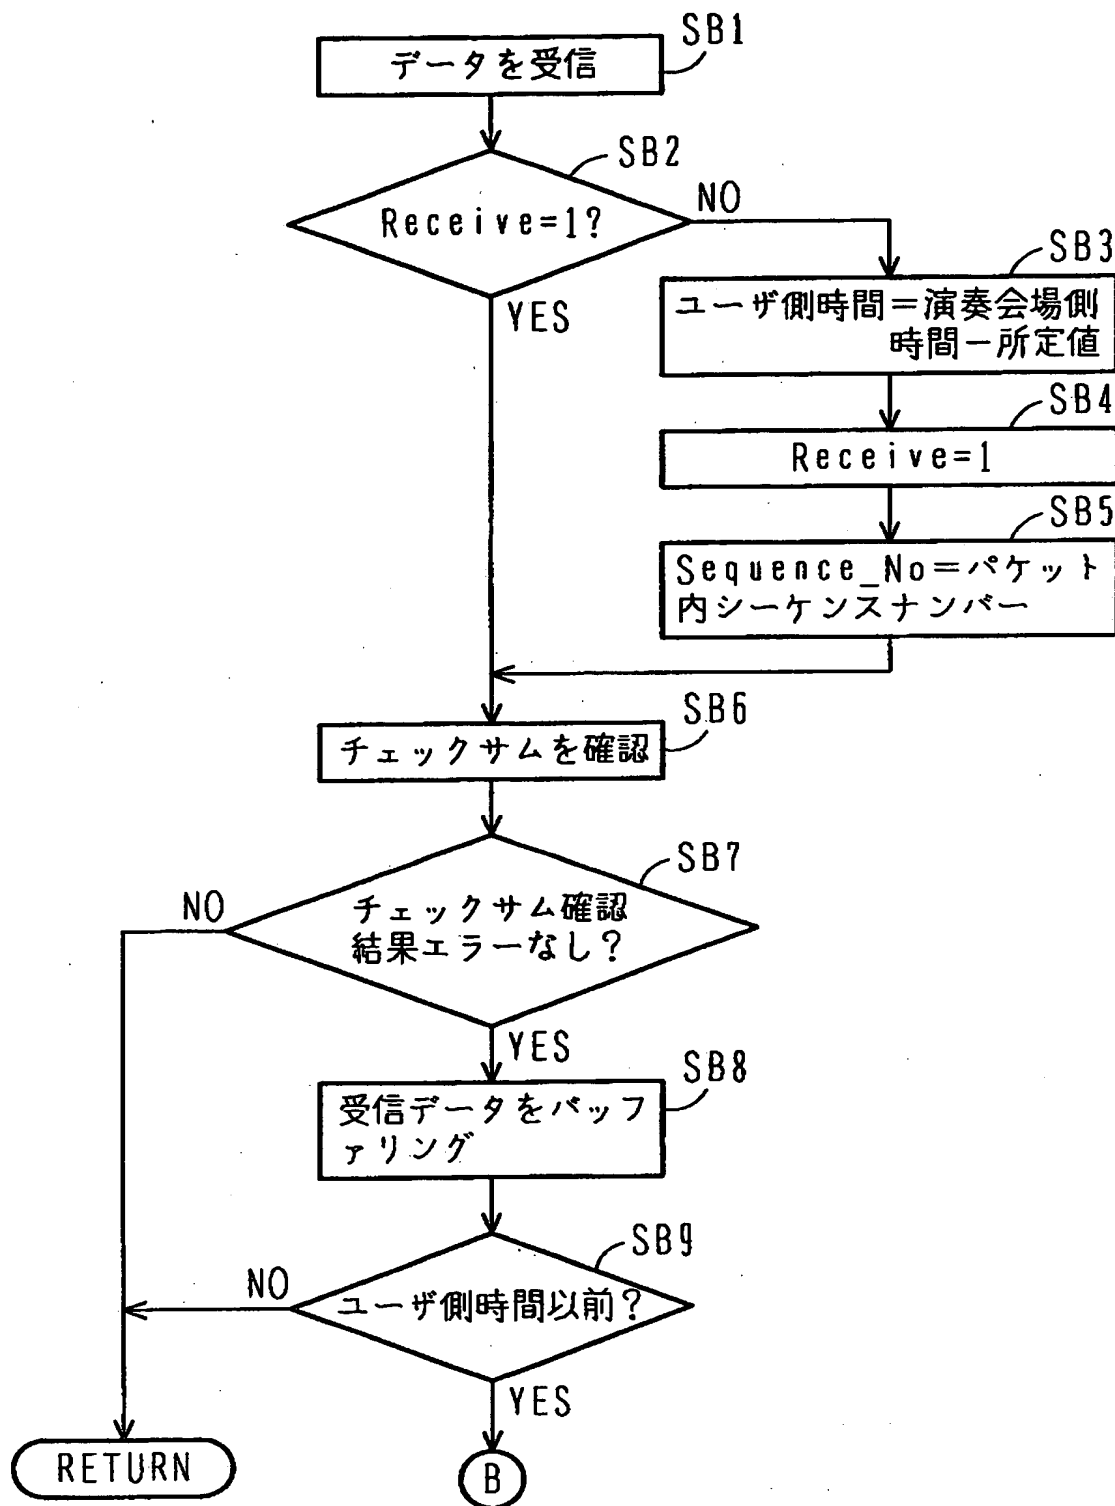 SB1
データを受信
SB2
Receive=1?
NO
YES
SB3
ユーザ側時間=演奏会場側
時間-所定値
SB4
Receive=1
SB5
Sequence_No=パケット
内シーケンスナンバー
SB6
チェックサムを確認
SB7
NO
チェックサム確認
結果エラーなし?
YES
SB8
受信データをバッフ
ァリング
SB9
NO
ユーザ側時間以前?
YES
RETURN
B